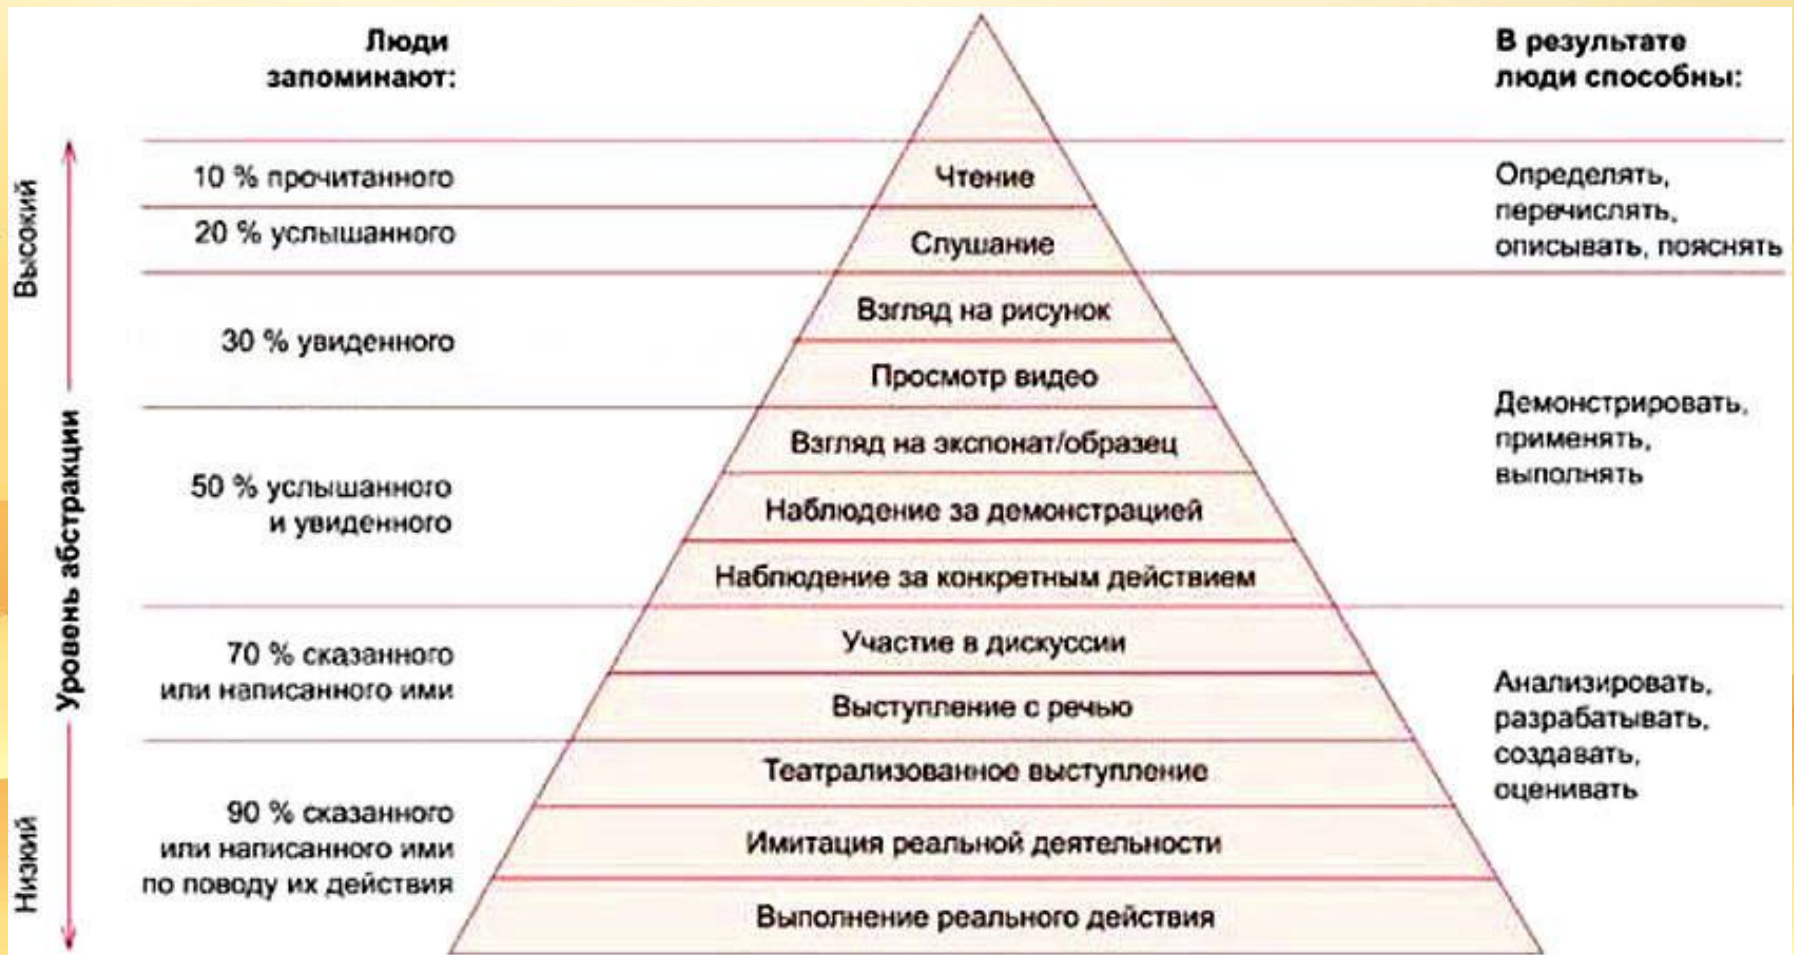 Люди
запоминают:
В результате
люди способны:
Высокий
Уровень абстракции
Низкий
10 % прочитанного
20 % услышанного
30 % увиденного
50 % услышанного
и увиденного
70 % сказанного
или написанного ими
90 % сказанного
или написанного ими
по поводу их действия
Чтение
Слушание
Взгляд на рисунок
Просмотр видео
Взгляд на экспонат/образец
Наблюдение за демонстрацией
Наблюдение за конкретным действием
Участие в дискуссии
Выступление с речью
Театрализованное выступление
Имитация реальной деятельности
Выполнение реального действия
Определять,
перечислять,
описывать, пояснять
Демонстрировать,
применять,
выполнять
Анализировать,
разрабатывать,
создавать,
оценивать